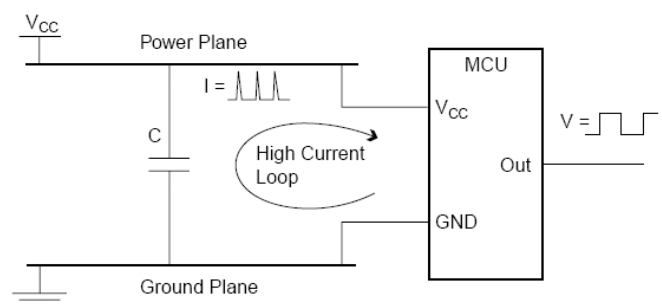 VCC
Power Plane
MCU
I =
VCC
V =
C
High Current
Loop
Out
GND
Ground Plane